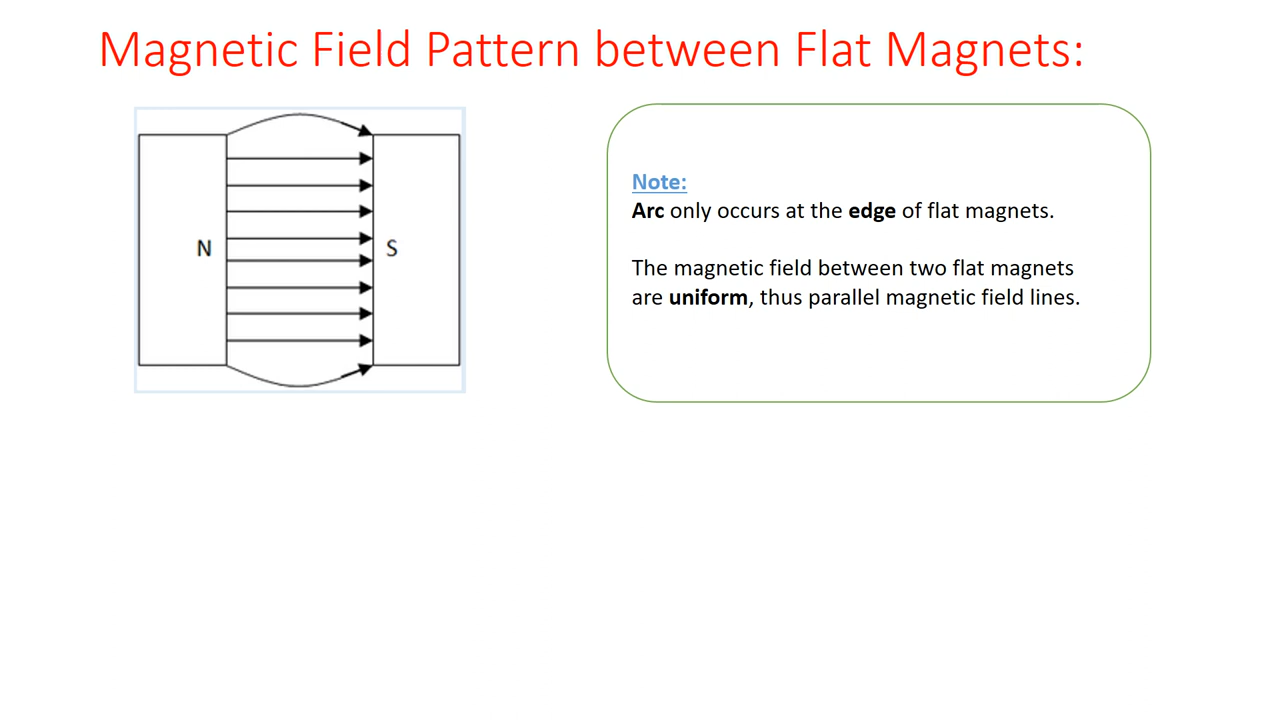 Magnetic Field Pattern between Flat Magnets:
N
S
Note:
Arc only occurs at the edge of flat magnets.
The magnetic field between two flat magnets
are uniform, thus parallel magnetic field lines.